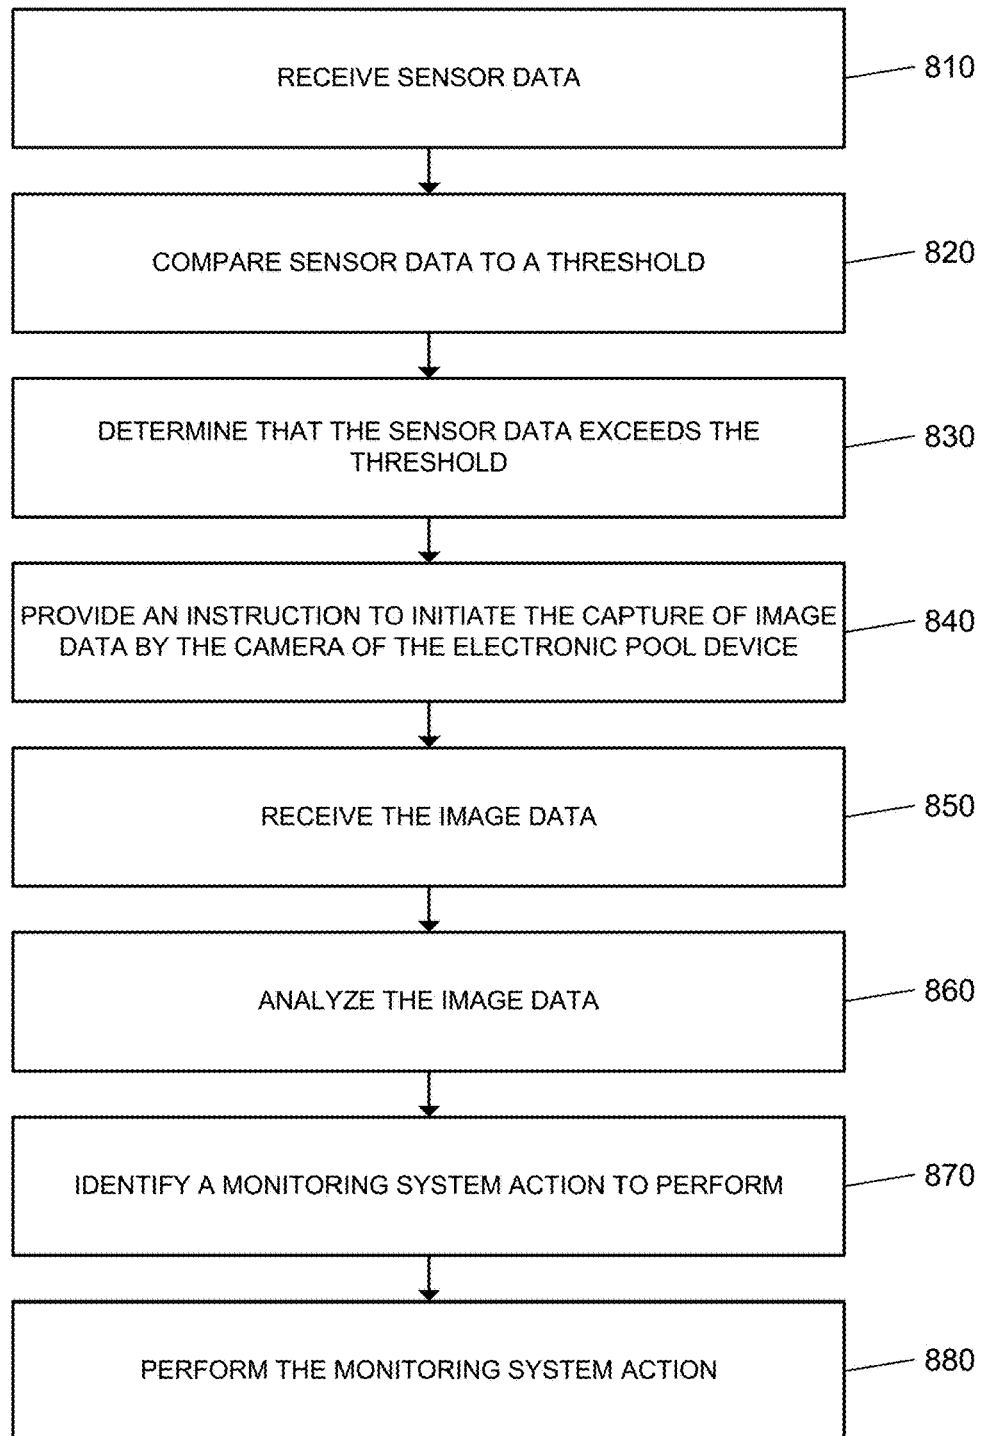 RECEIVE SENSOR DATA
810
COMPARE SENSOR DATA TO A THRESHOLD
820
DETERMINE THAT THE SENSOR DATA EXCEEDS THE
THRESHOLD
830
PROVIDE AN INSTRUCTION TO INITIATE THE CAPTURE OF IMAGE
DATA BY THE CAMERA OF THE ELECTRONIC POOL DEVICE
840
RECEIVE THE IMAGE DATA
850
ANALYZE THE IMAGE DATA
860
IDENTIFY A MONITORING SYSTEM ACTION TO PERFORM
870
PERFORM THE MONITORING SYSTEM ACTION
880